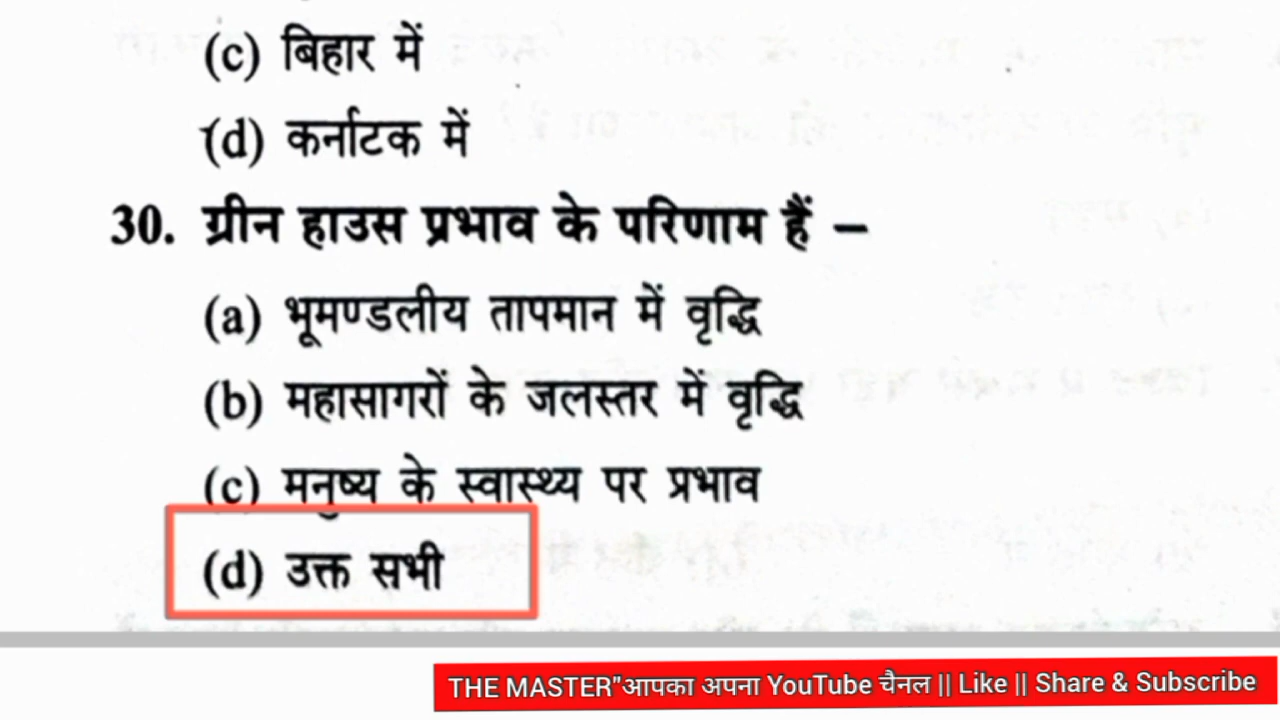 (c) बिहार में
(d) कर्नाटक में
30. ग्रीन हाउस प्रभाव के परिणाम हैं –
(a) भूमण्डलीय तापमान में वृद्धि
(b) महासागरों के जलस्तर में वृद्धि
(c) मनुष्य के स्वास्थ्य पर प्रभाव
(d) उक्त सभी
THE MASTER"आपका अपना YouTube चैनल || Like || Share & Subscribe